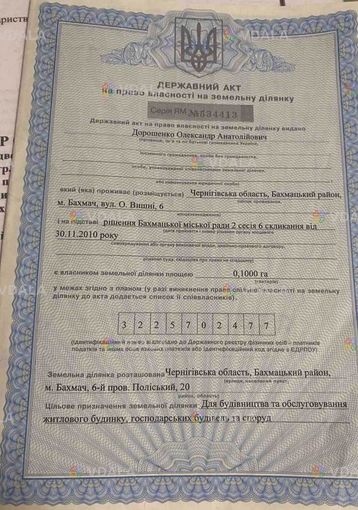 ДЕРЖАВНИЙ АКТ
на право власності на земельну ділянку
Серія ЯМ №534413
Державний акт на право власності на земельну ділянку видано
Дорошенко Олександр Анатолійович
який (яка) проживає (розміщується) Чернігівська область, Бахмацький район,
м. Бахмач, вул. О. Вишні, 6
і на підставі рішення Бахмацької міської ради 2 сесія 6 скликання від
30.11.2010 року
є власником земельної ділянки площею 0,1000 га
у межах згідно з планом (у разі виникнення права спільної власності на земельну
ділянку до акта додається список її співвласників).
3 2 2 5 7 0 2 4 7 7
Земельна ділянка розташована Чернігівська область, Бахмацький район,
м. Бахмач, 6-й пров. Поліський, 20
Цільове призначення земельної ділянки Для будівництва та обслуговування
житлового будинку, господарських будівель та споруд